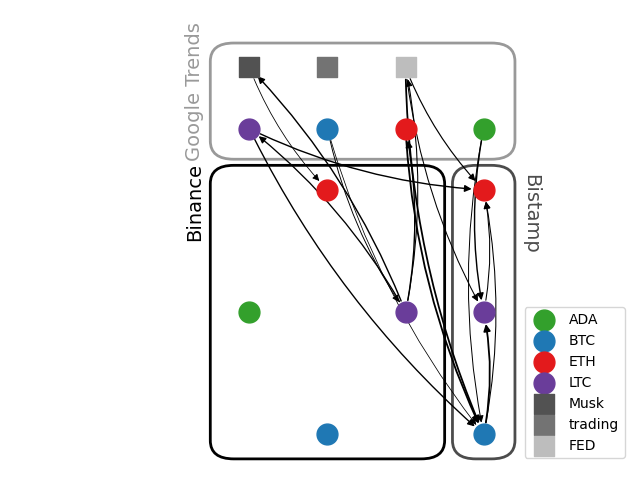 Google Trends
Binance
Bistamp
ADA
BTC
ETH
LTC
Musk
trading
FED